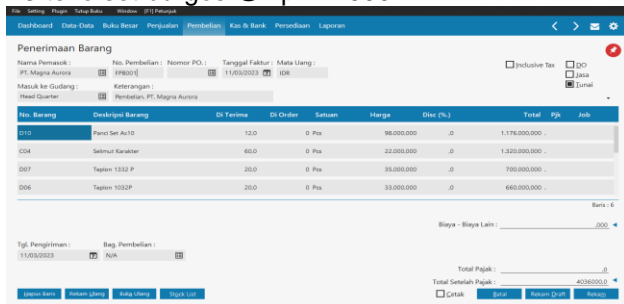 File Setting Plugin Tutup Buku Window [F1] Petunjuk
Dashboard Data-Data Buku Besar Penjualan Pembelian Kas & Bank Persediaan Laporan
Penerimaan Barang
Nama Pemasok : No. Pembelian : Nomor PO. : Tanggal Faktur : Mata Uang :
PT. Magna Aurora FPB001 11/03/2023 IDR
Inclusive Tax DO
Jasa
Tunai
Masuk ke Gudang : Keterangan :
Head Quarter Pembelian, PT. Magna Aurora
No. Barang Deskripsi Barang Di Terima Di Order Satuan Harga Disc (%.) Total Pjk Job
D10 Panci Set As10 12,0 0 Pcs 98.000,000 ,0 1.176.000,000 .
C04 Selimut Karakter 60,0 0 Pcs 22.000,000 ,0 1.320.000,000 .
D07 Taplon 1332 P 20,0 0 Pcs 35.000,000 ,0 700.000,000 .
D06 Taplon 1032P 20,0 0 Pcs 33.000,000 ,0 660.000,000 .
Baris : 6
Biaya - Biaya Lain : ,000
Tgl. Pengiriman : Bag. Pembelian :
11/03/2023 N/A
Total Pajak : ,0
Total Setelah Pajak : 4036000,0
Hapus Baris Rekam Ulang Buka Ulang Stock List Cetak Batal Rekam Draft Rekam